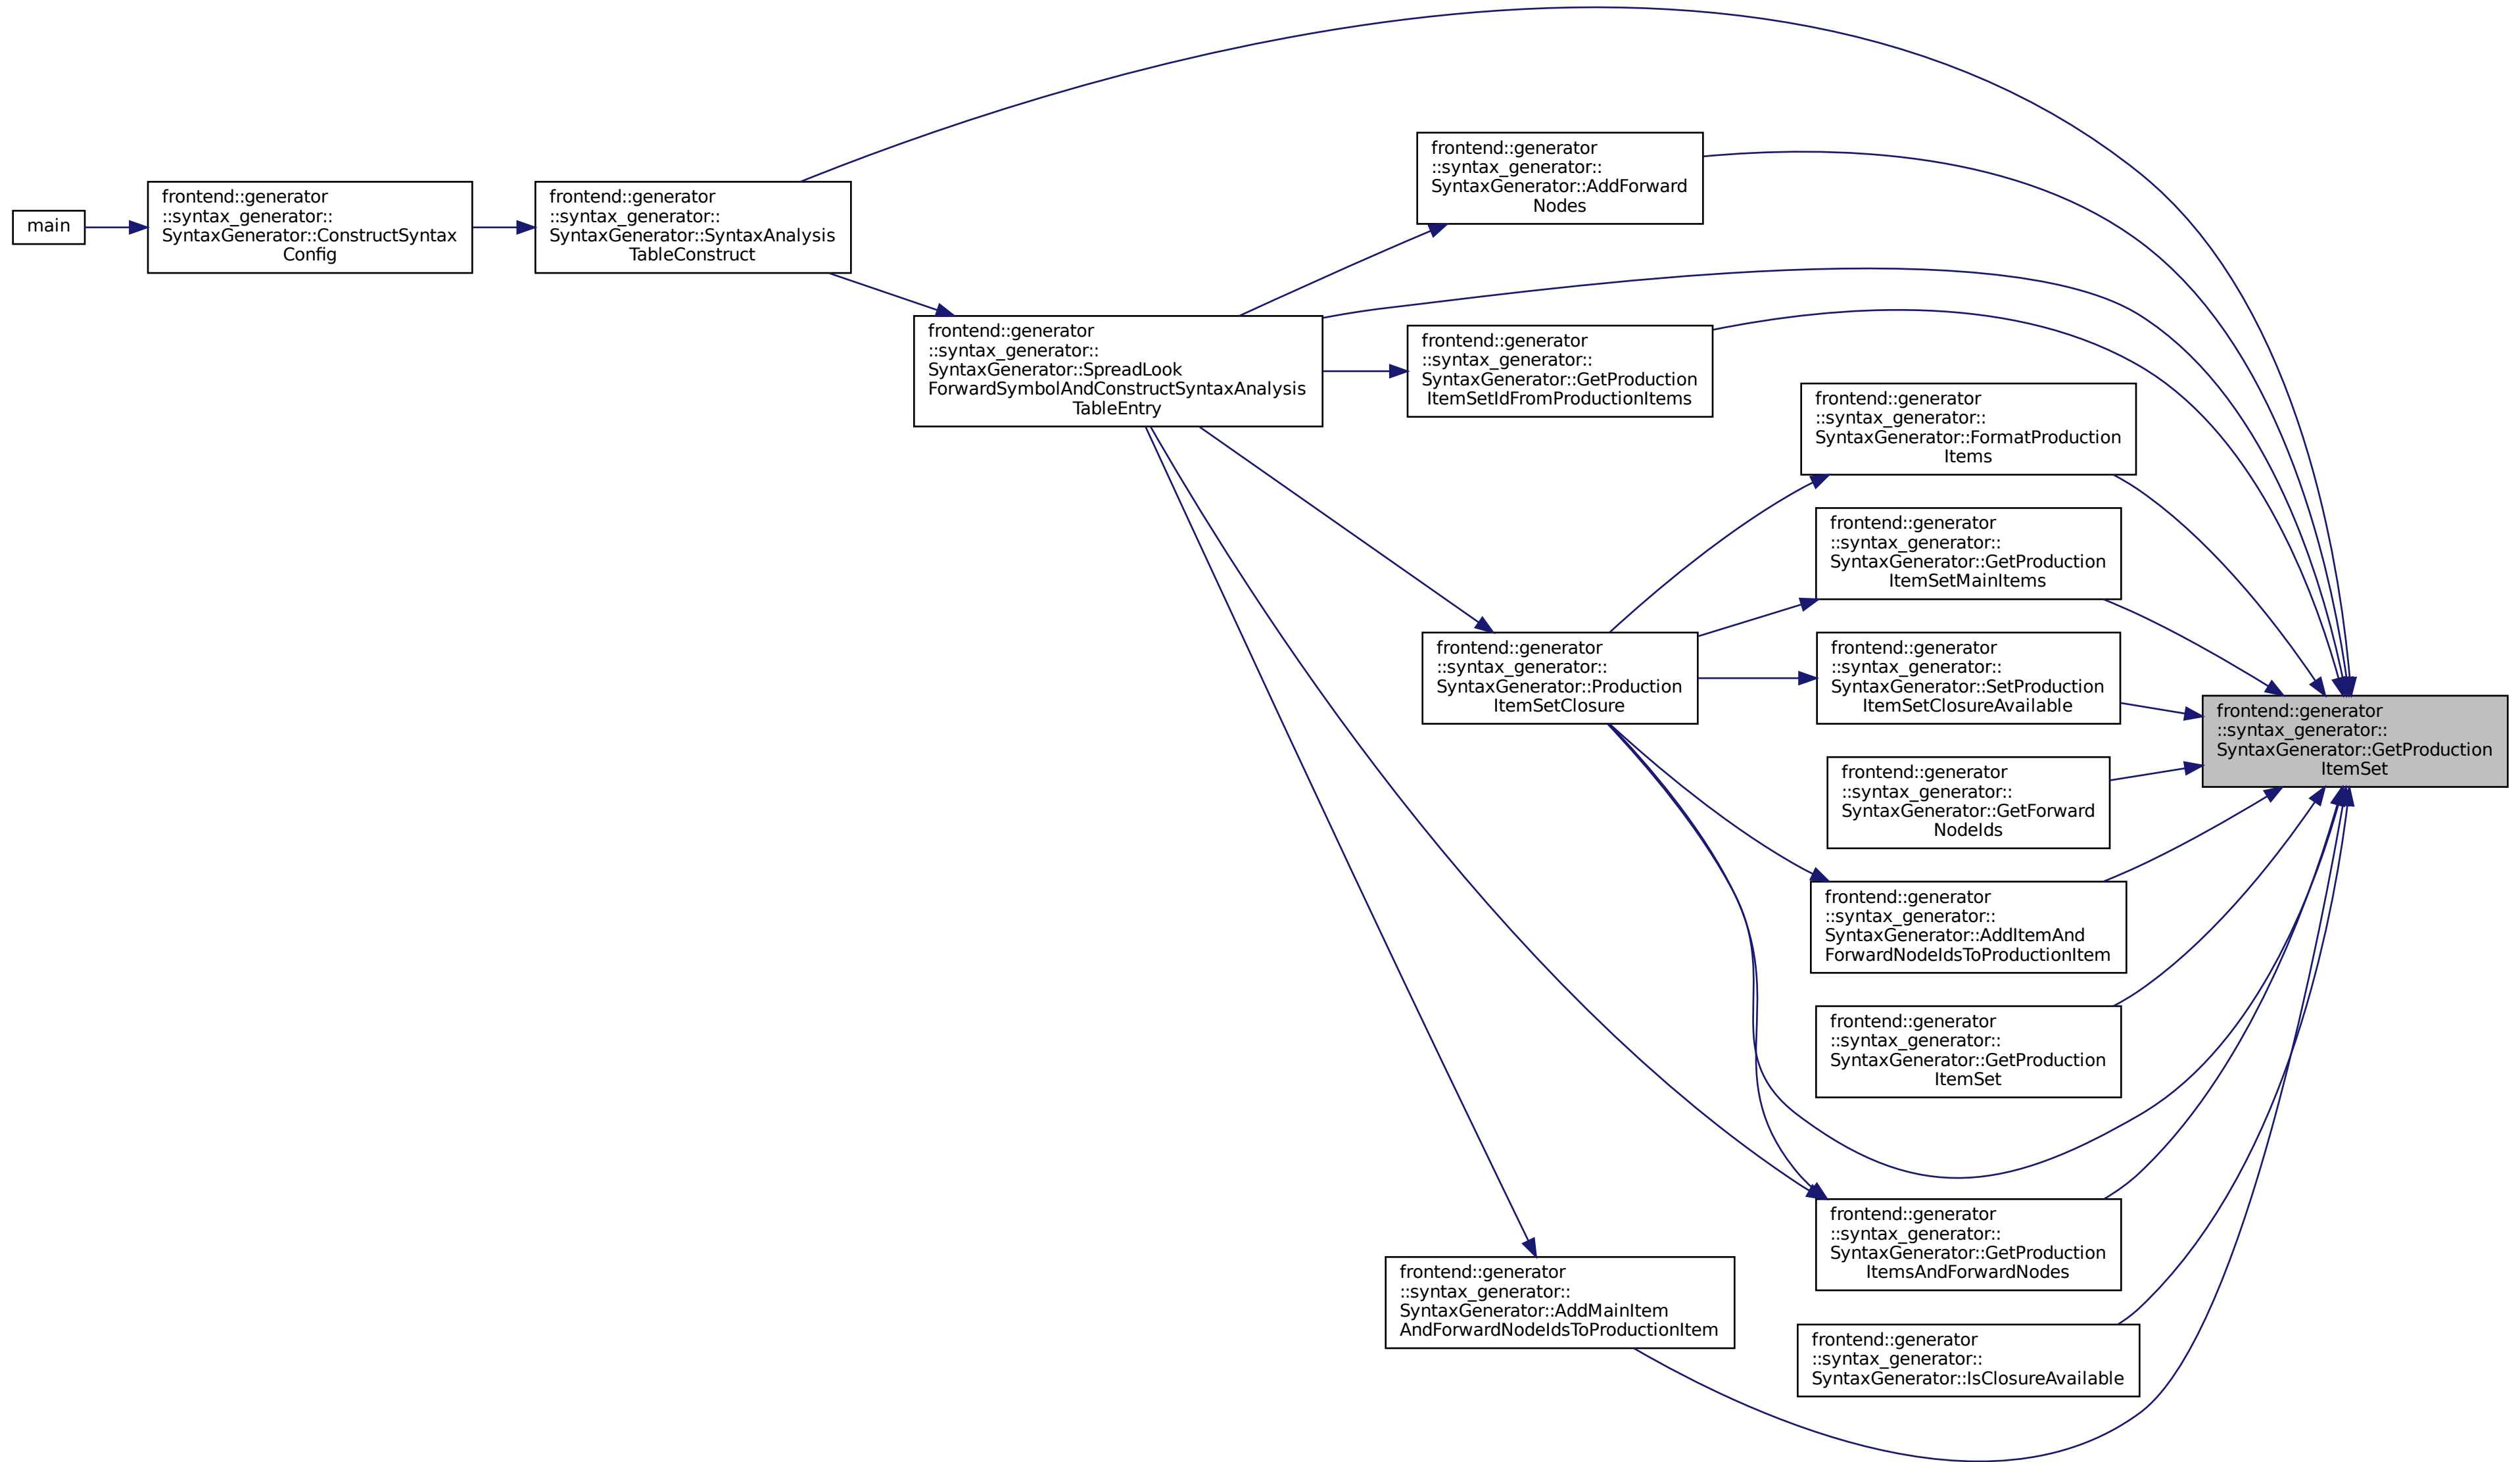 main
frontend::generator
::syntax_generator::
SyntaxGenerator::ConstructSyntax
Config
frontend::generator
::syntax_generator::
SyntaxGenerator::SyntaxAnalysis
TableConstruct
frontend::generator
::syntax_generator::
SyntaxGenerator::SpreadLook
ForwardSymbolAndConstructSyntaxAnalysis
TableEntry
frontend::generator
::syntax_generator::
SyntaxGenerator::AddForward
Nodes
frontend::generator
::syntax_generator::
SyntaxGenerator::GetProduction
ItemSetIdFromProductionItems
frontend::generator
::syntax_generator::
SyntaxGenerator::FormatProduction
Items
frontend::generator
::syntax_generator::
SyntaxGenerator::GetProduction
ItemSetMainItems
frontend::generator
::syntax_generator::
SyntaxGenerator::Production
ItemSetClosure
frontend::generator
::syntax_generator::
SyntaxGenerator::SetProduction
ItemSetClosureAvailable
frontend::generator
::syntax_generator::
SyntaxGenerator::GetProduction
ItemSet
frontend::generator
::syntax_generator::
SyntaxGenerator::GetForward
NodeIds
frontend::generator
::syntax_generator::
SyntaxGenerator::AddItemAnd
ForwardNodeIdsToProductionItem
frontend::generator
::syntax_generator::
SyntaxGenerator::GetProduction
ItemSet
frontend::generator
::syntax_generator::
SyntaxGenerator::GetProduction
ItemsAndForwardNodes
frontend::generator
::syntax_generator::
SyntaxGenerator::AddMainItem
AndForwardNodeIdsToProductionItem
frontend::generator
::syntax_generator::
SyntaxGenerator::IsClosureAvailable